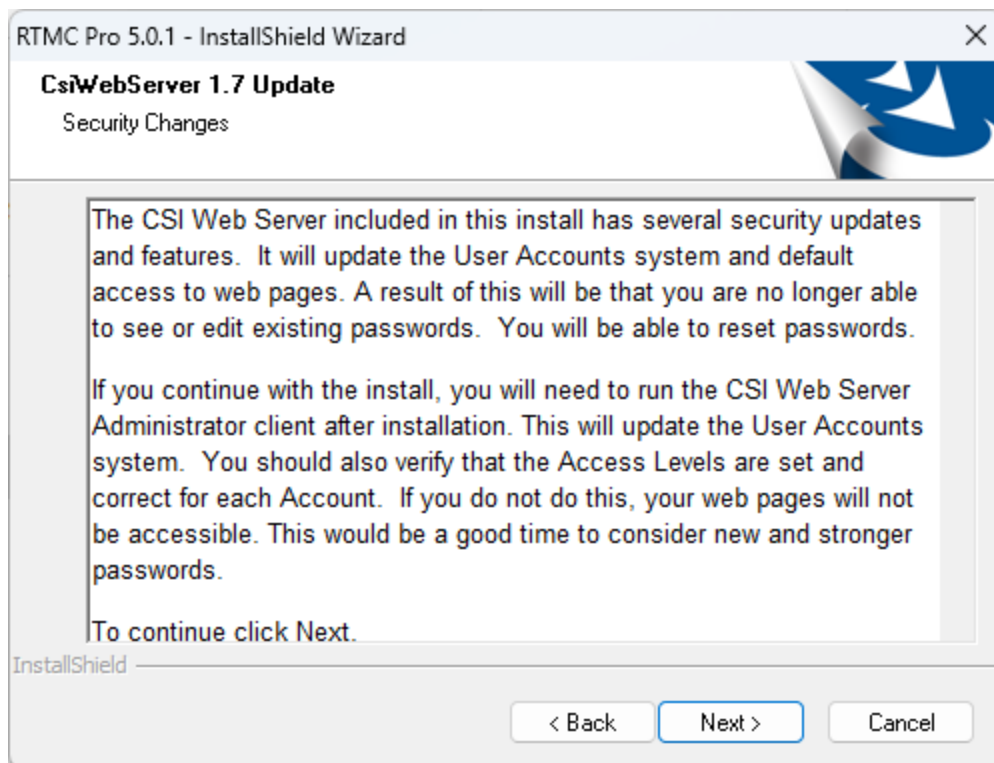 RTMC Pro 5.0.1 - InstallShield Wizard
CsiWebServer 1.7 Update
Security Changes
The CSI Web Server included in this install has several security updates
and features.  It will update the User Accounts system and default
access to web pages. A result of this will be that you are no longer able
to see or edit existing passwords.  You will be able to reset passwords.
If you continue with the install, you will need to run the CSI Web Server
Administrator client after installation. This will update the User Accounts
system.  You should also verify that the Access Levels are set and
correct for each Account.  If you do not do this, your web pages will not
be accessible. This would be a good time to consider new and stronger
passwords.
To continue click Next.
InstallShield
< Back
Next >
Cancel